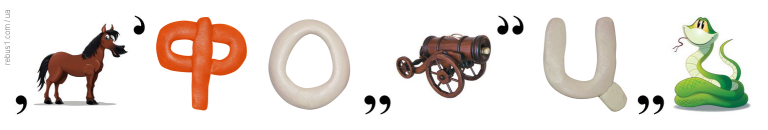 rebus1.com / ua
, ’ Ф О ,, ” Ц ,,